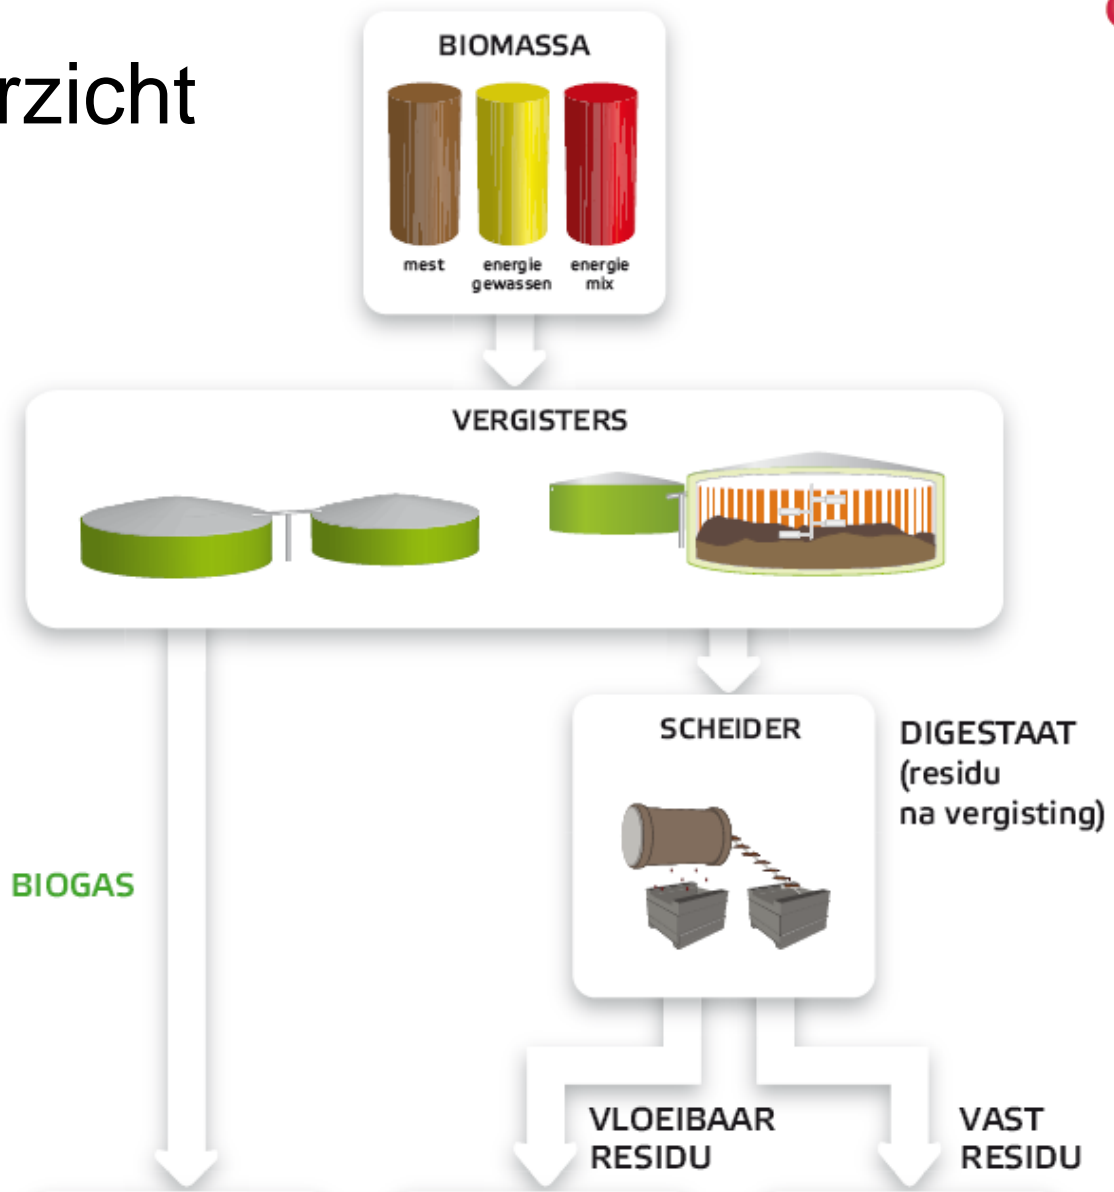 rzicht
BIOMASSA
mest
energie
gewassen
energie
mix
VERGISTERS
SCHEIDER
DIGESTAAT
(residu
na vergisting)
BIOGAS
VLOEIBAAR
RESIDU
VAST
RESIDU